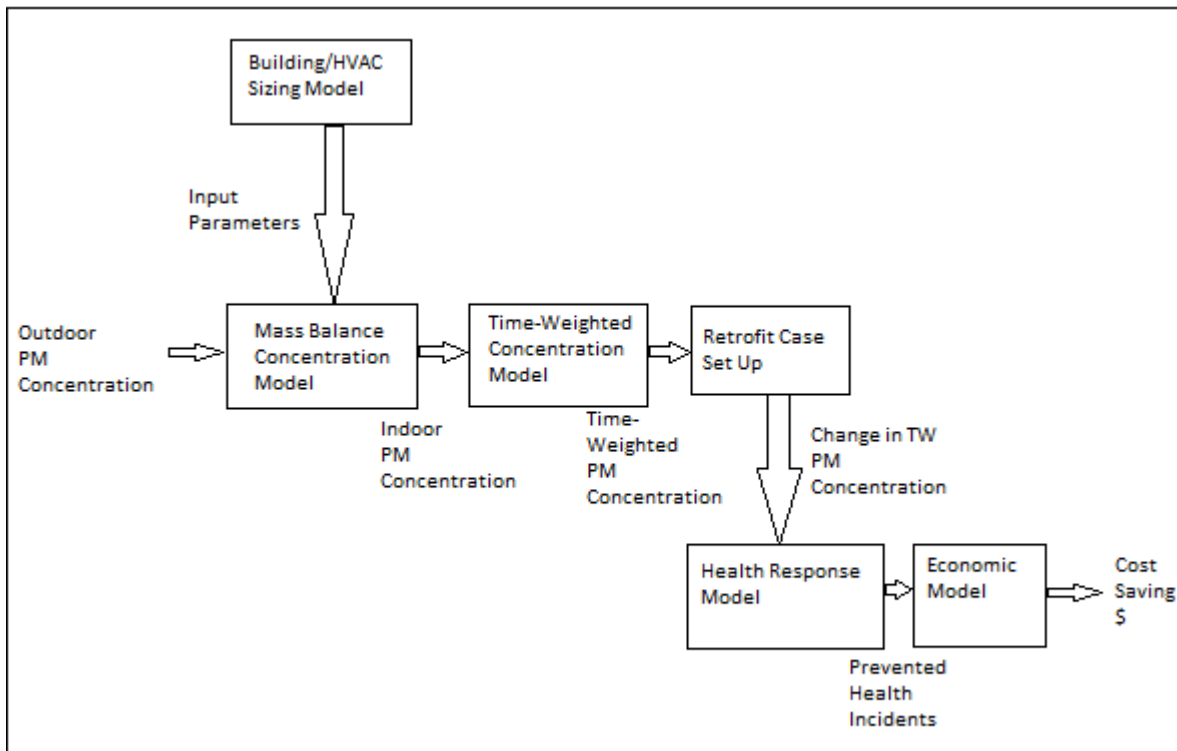 Building/HVAC
Sizing Model
Input
Parameters
Outdoor
PM
Concentration
Mass Balance
Concentration
Model
Indoor
PM
Concentration
Time-Weighted
Concentration
Model
Time-
Weighted
PM
Concentration
Retrofit Case
Set Up
Change in TW
PM
Concentration
Health Response
Model
Prevented
Health
Incidents
Economic
Model
Cost
Saving
$